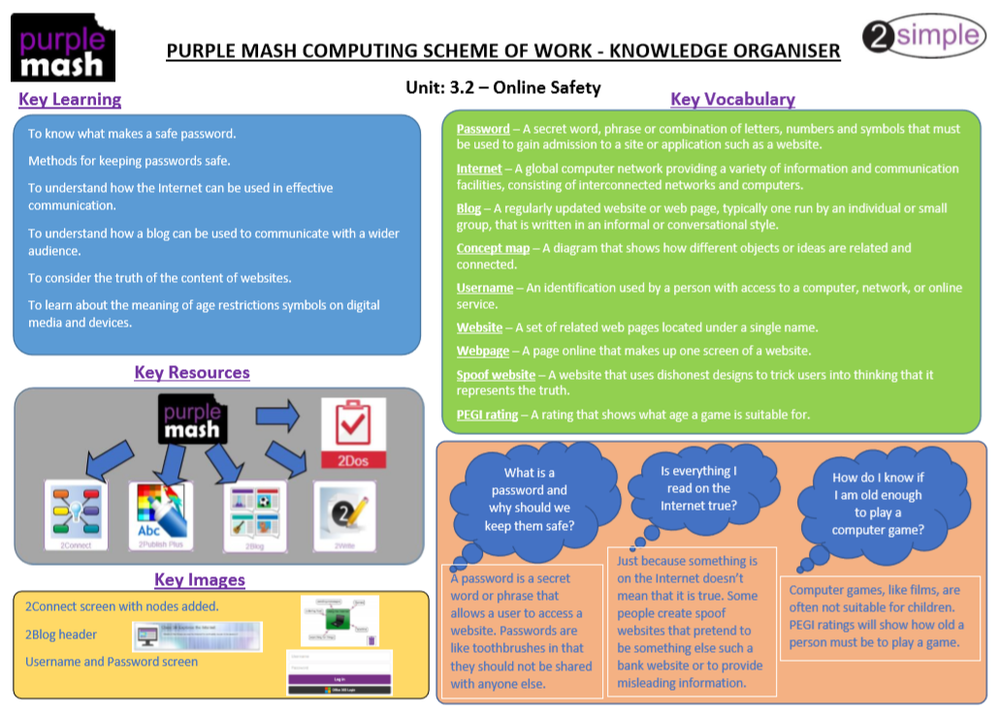 purple
mash
PURPLE MASH COMPUTING SCHEME OF WORK - KNOWLEDGE ORGANISER
2simple
Unit: 3.2 – Online Safety
Key Learning
To know what makes a safe password.
Methods for keeping passwords safe.
To understand how the Internet can be used in effective
communication.
To understand how a blog can be used to communicate with a wider
audience.
To consider the truth of the content of websites.
To learn about the meaning of age restrictions symbols on digital
media and devices.
Key Vocabulary
Password – A secret word, phrase or combination of letters, numbers and symbols that must
be used to gain admission to a site or application such as a website.
Internet – A global computer network providing a variety of information and communication
facilities, consisting of interconnected networks and computers.
Blog – A regularly updated website or web page, typically one run by an individual or small
group, that is written in an informal or conversational style.
Concept map – A diagram that shows how different objects or ideas are related and
connected.
Username – An identification used by a person with access to a computer, network, or online
service.
Website – A set of related web pages located under a single name.
Webpage – A page online that makes up one screen of a website.
Spoof website – A website that uses dishonest designs to trick users into thinking that it
represents the truth.
PEGI rating – A rating that shows what age a game is suitable for.
Key Resources
purple
mash
2Dos
Abc
2
2Connect
2Publish Plus
2Blog
2Write
Key Images
2Connect screen with nodes added.
2Blog header
Username and Password screen
Log in
What is a
password and
why should we
keep them safe?
A password is a secret
word or phrase that
allows a user to access a
website. Passwords are
like toothbrushes in that
they should not be shared
with anyone else.
Is everything I
read on the
Internet true?
Just because something is
on the Internet doesn't
mean that it is true. Some
people create spoof
websites that pretend to
be something else such a
bank website or to provide
misleading information.
How do I know if
I am old enough
to play a
computer game?
Computer games, like films, are
often not suitable for children.
PEGI ratings will show how old a
person must be to play a game.